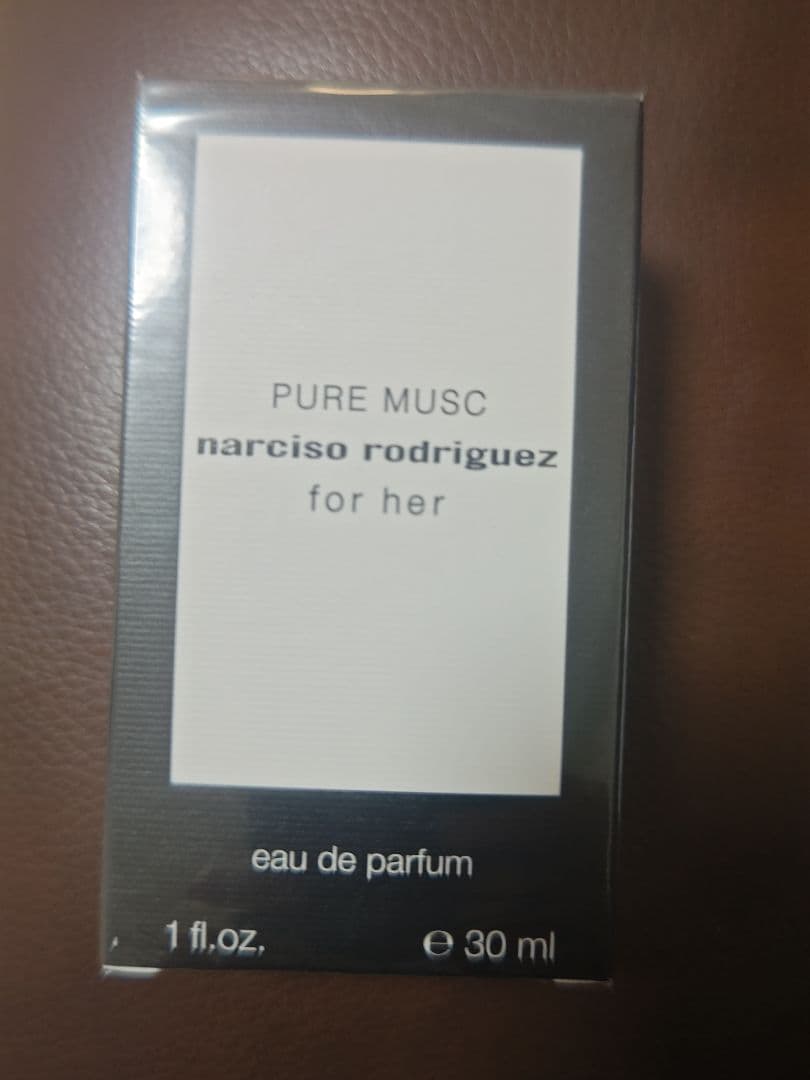 PURE MUSC
narciso rodriguez
for her
eau de parfum
1 fl.oz. ℮ 30 ml